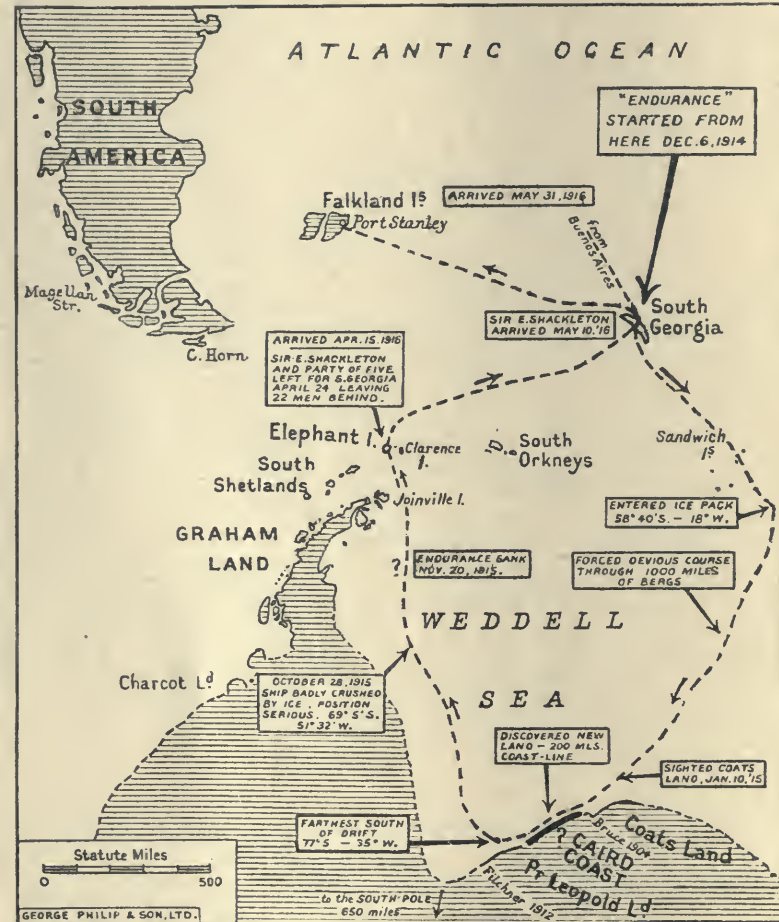 ATLANTIC OCEAN
SOUTH
AMERICA
"ENDURANCE"
STARTED FROM
HERE DEC. 6, 1914
Falkland Is
Port Stanley
ARRIVED MAY 31, 1916
from
Buenos Aires
Magellan
Str.
C. Horn
SIR E. SHACKLETON
ARRIVED MAY 10, '16
South
Georgia
ARRIVED APR. 15, 1916
SIR E. SHACKLETON
AND PARTY OF FIVE
LEFT FOR S. GEORGIA
APRIL 24 LEAVING
22 MEN BEHIND.
Elephant I.
Clarence
I.
South
Orkneys
Sandwich
Is
South
Shetlands
Joinville I.
ENTERED ICE PACK
58° 40'S. – 18° W.
GRAHAM
LAND
?
ENDURANCE SANK
NOV. 20, 1915.
FORCED DEVIOUS COURSE
THROUGH 1000 MILES
OF BERGS
WEDDELL
SEA
Charcot Ld
OCTOBER 28, 1915
SHIP BADLY CRUSHED
BY ICE, POSITION
SERIOUS. 69° 5'S.
51° 32'W.
DISCOVERED NEW
LAND – 200 MLS.
COAST-LINE
SIGHTED COATS
LAND, JAN. 10, '15
FARTHEST SOUTH
OF DRIFT
77° S – 35° W.
Bruce 1904
Coats Land
? CAIRD
COAST
Pr Leopold Ld
Filchner 1912
to the SOUTH POLE
650 miles
Statute Miles
0 500
GEORGE PHILIP & SON, LTD.